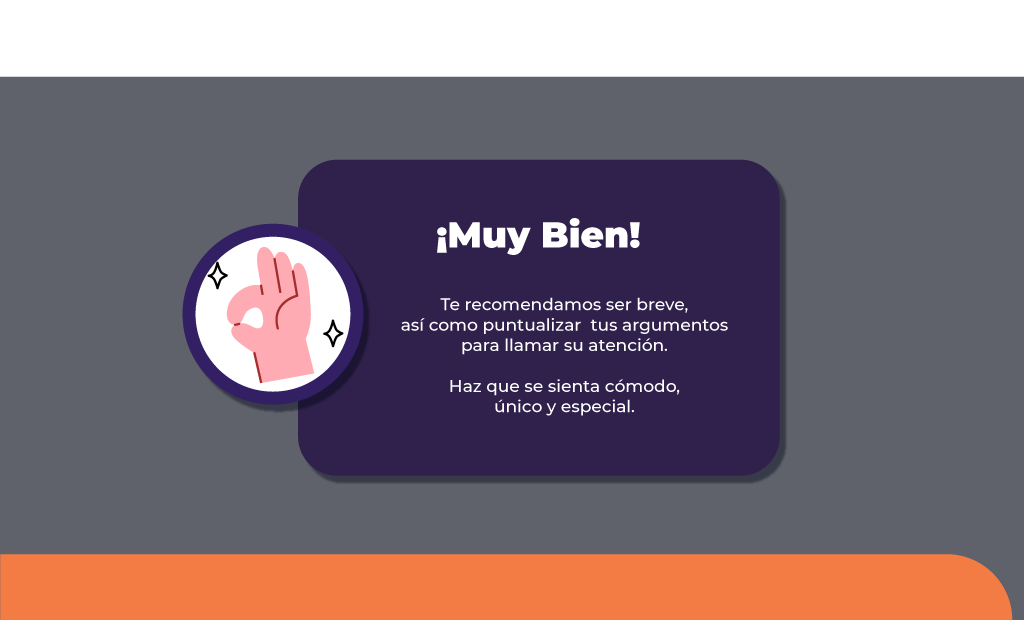 ¡Muy Bien!
Te recomendamos ser breve,
así como puntualizar  tus argumentos
para llamar su atención.
Haz que se sienta cómodo,
único y especial.